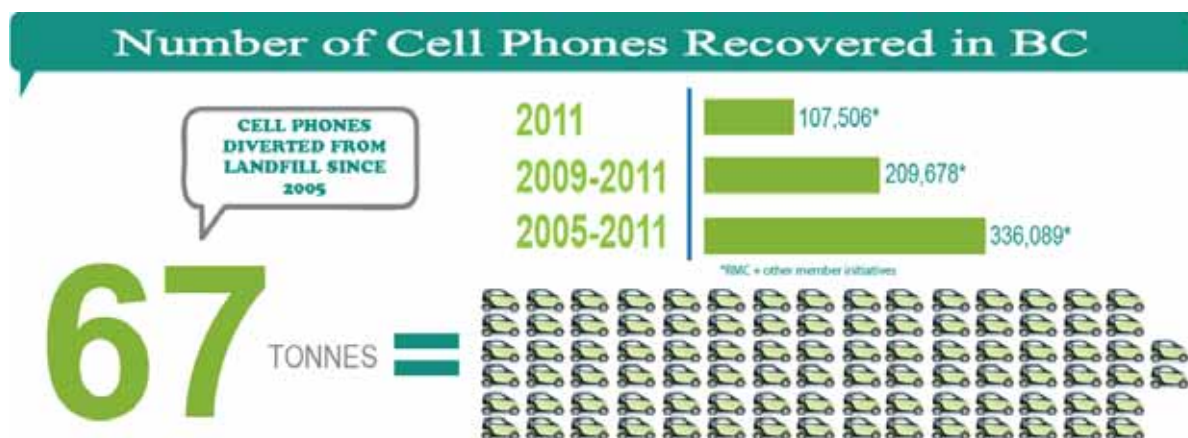 Number of Cell Phones Recovered in BC
CELL PHONES
DIVERTED FROM
LANDFILL SINCE
2005
2011 107,506*
2009-2011 209,678*
2005-2011 336,089*
*RMC + other member initiatives
67 TONNES =